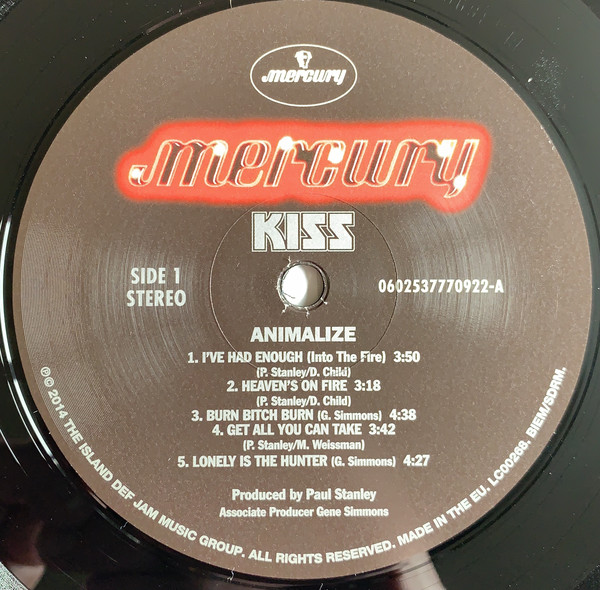 mercury
mercury
KISS
SIDE 1
STEREO
0602537770922-A
ANIMALIZE
1. I'VE HAD ENOUGH (Into The Fire) 3:50
(P. Stanley/D. Child)
2. HEAVEN'S ON FIRE 3:18
(P. Stanley/D. Child)
3. BURN BITCH BURN (G. Simmons) 4:38
4. GET ALL YOU CAN TAKE 3:42
(P. Stanley/M. Weissman)
5. LONELY IS THE HUNTER (G. Simmons) 4:27
Produced by Paul Stanley
Associate Producer Gene Simmons
℗© 2014 THE ISLAND DEF JAM MUSIC GROUP. ALL RIGHTS RESERVED. MADE IN THE EU. LC00268. BIEM/SDRM.